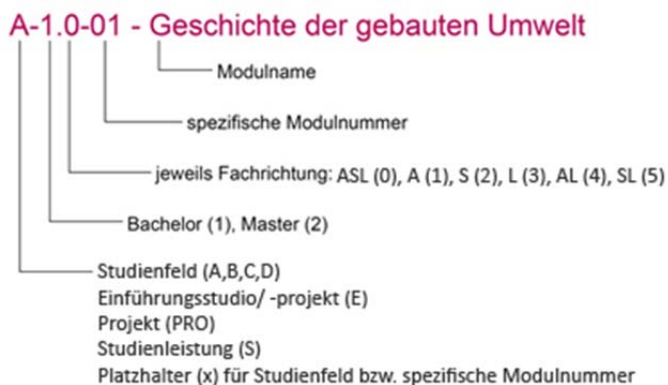 A-1.0-01 - Geschichte der gebauten Umwelt
Modulname
spezifische Modulnummer
jeweils Fachrichtung: ASL (0), A (1), S (2), L (3), AL (4), SL (5)
Bachelor (1), Master (2)
Studienfeld (A,B,C,D)
Einführungsstudio/ -projekt (E)
Projekt (PRO)
Studienleistung (S)
Platzhalter (x) für Studienfeld bzw. spezifische Modulnummer